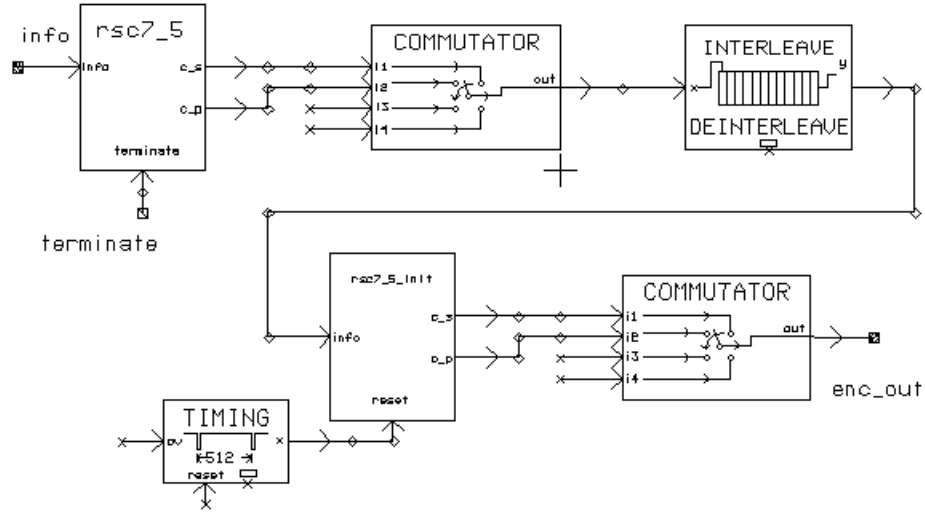 info
rsc7_5
info
c_s
c_p
terminate
terminate
COMMUTATOR
i1
i2
i3
i4
out
INTERLEAVE
x
y
DEINTERLEAVE
rsc7_5_init
info
c_s
c_p
reset
COMMUTATOR
i1
i2
i3
i4
out
enc_out
TIMING
pv
x
512
reset